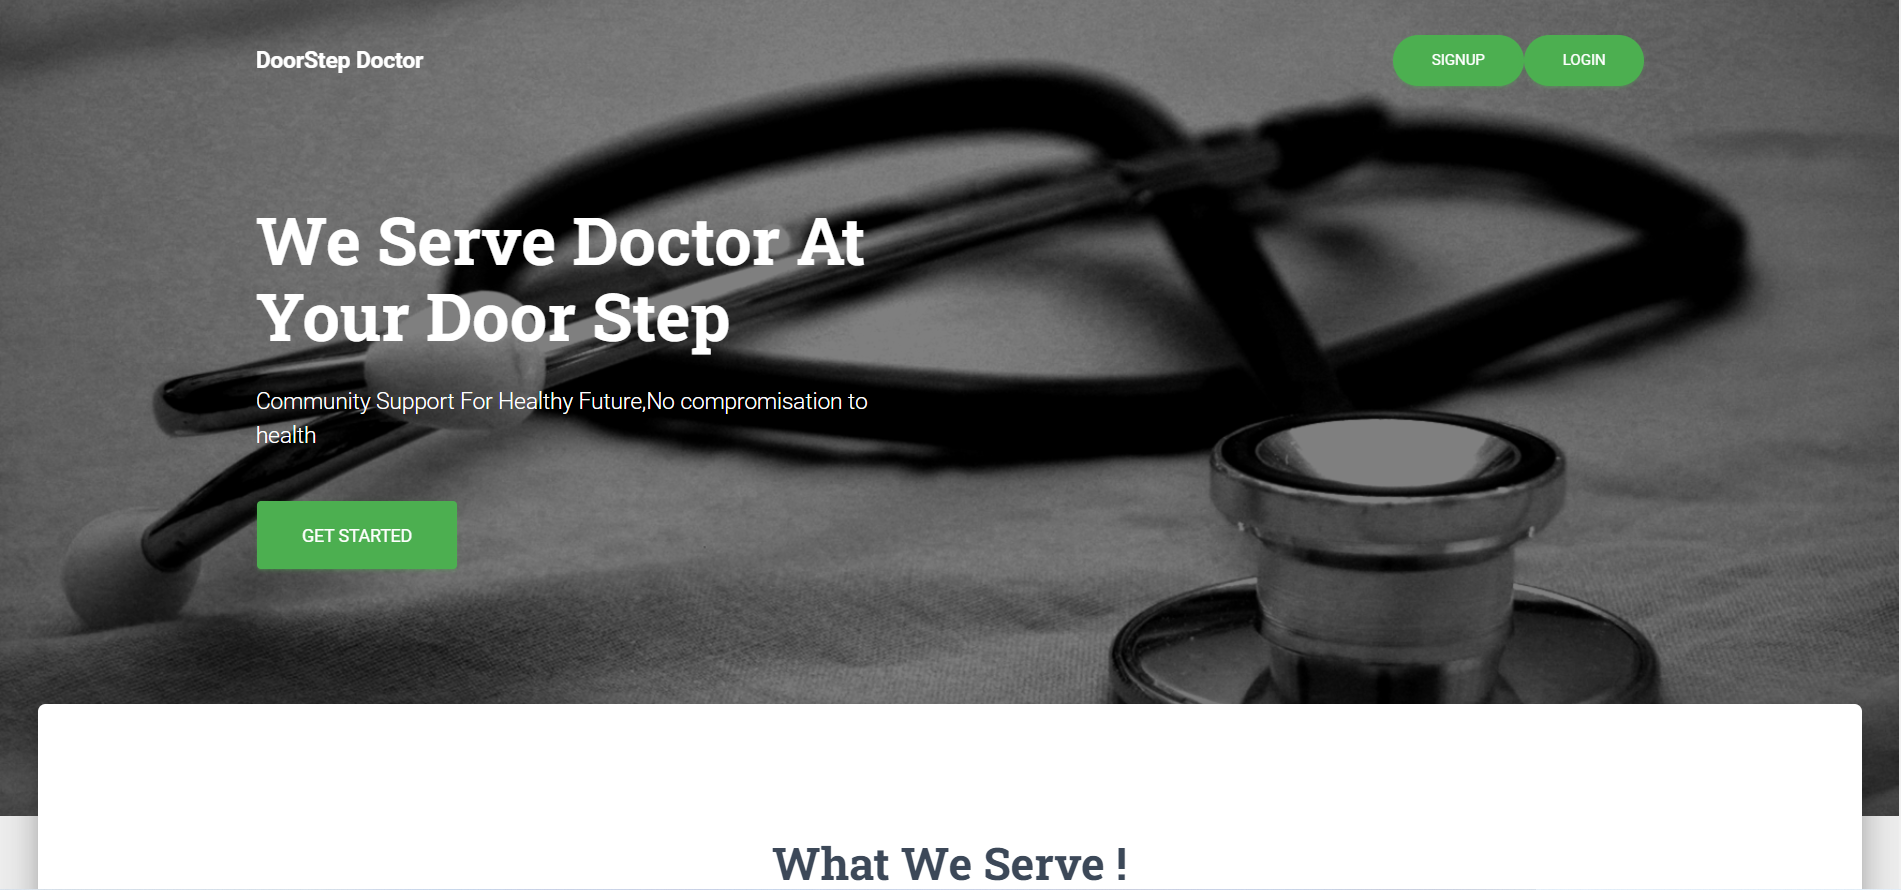 DoorStep Doctor
SIGNUP
LOGIN
We Serve Doctor At
Your Door Step
Community Support For Healthy Future,No compromisation to
health
GET STARTED
What We Serve !